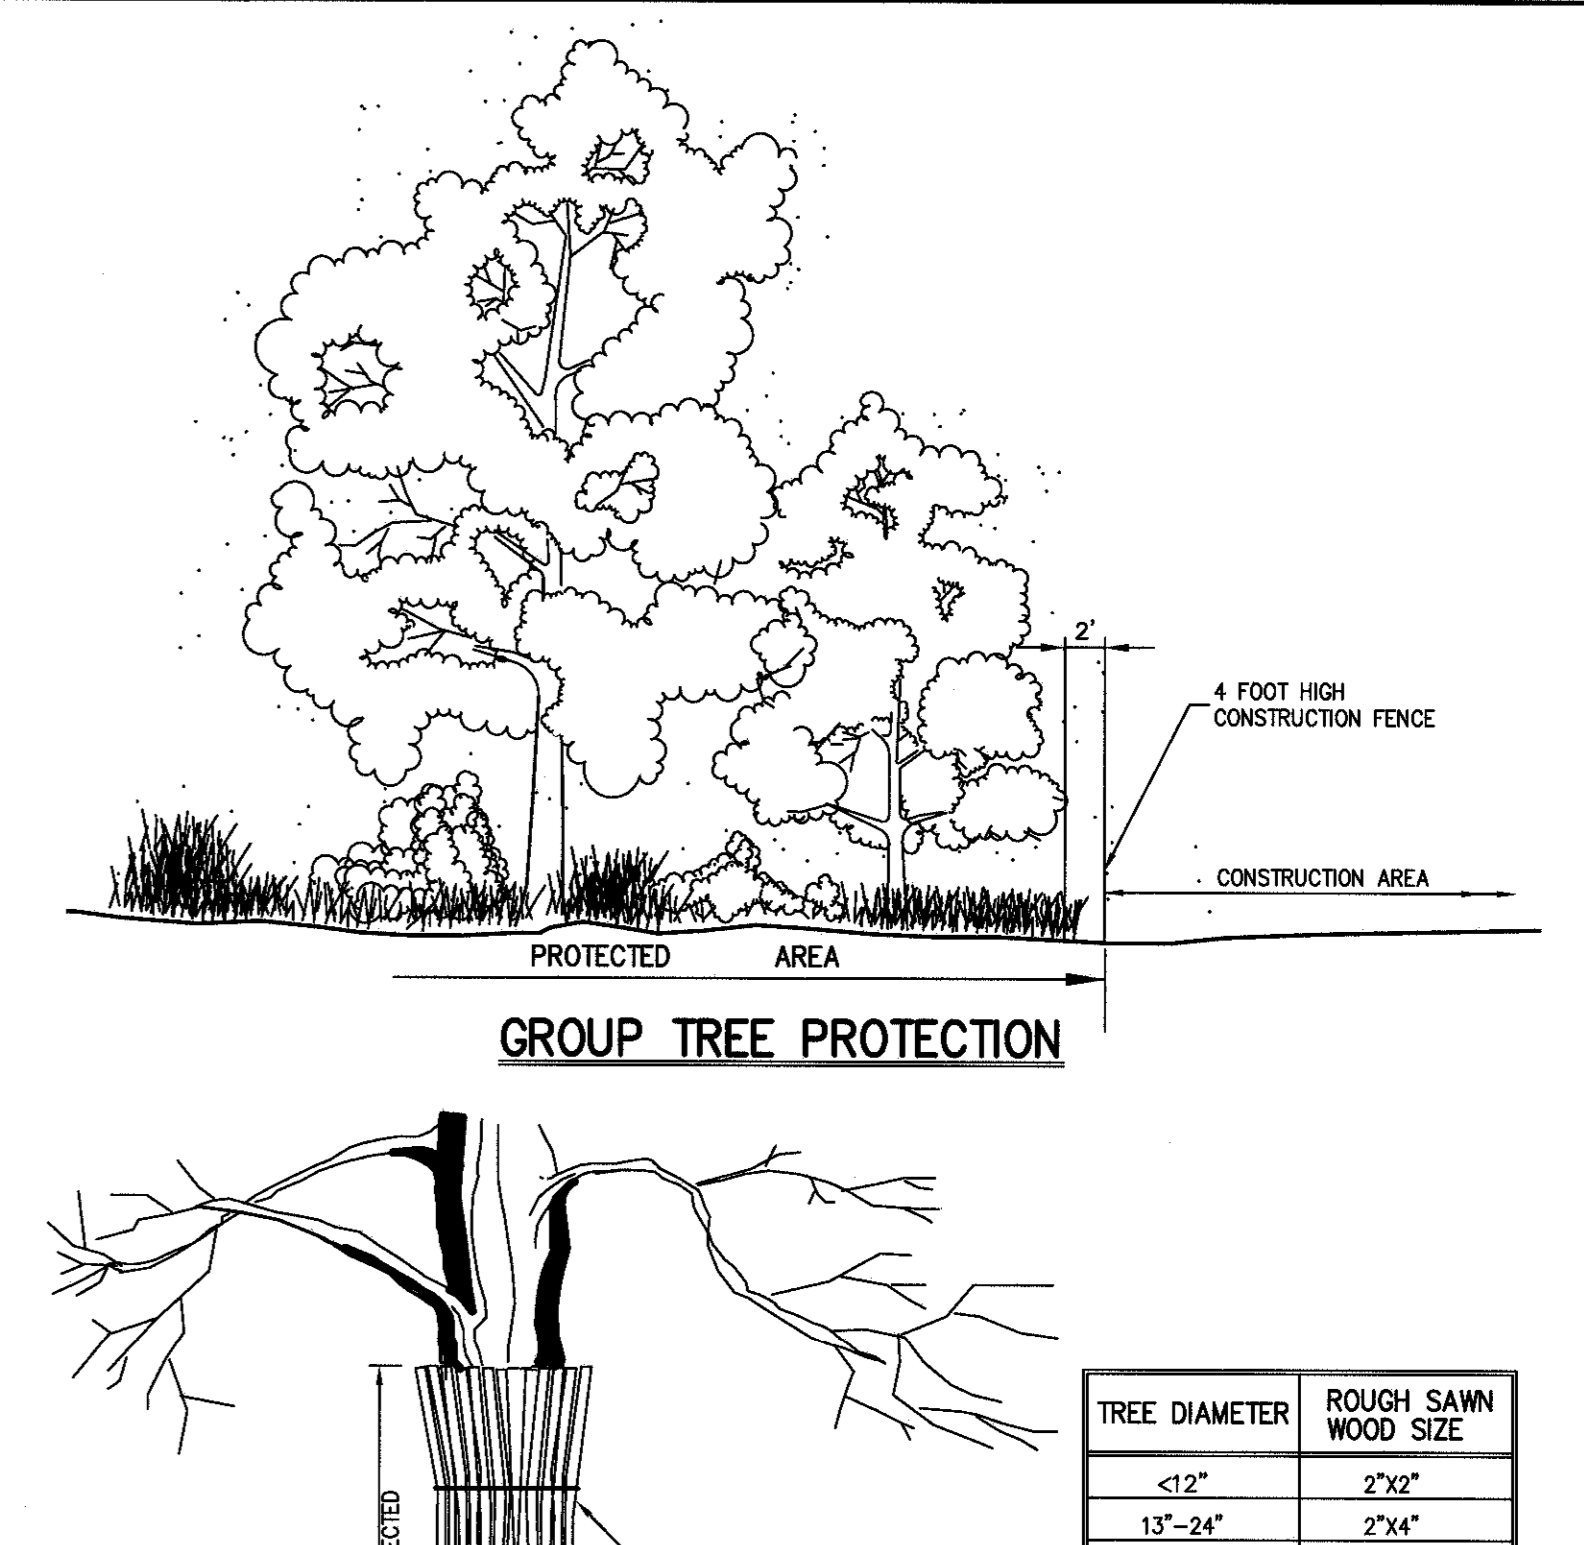 2'
4 FOOT HIGH
CONSTRUCTION FENCE
CONSTRUCTION AREA
PROTECTED AREA
GROUP TREE PROTECTION
TREE DIAMETER
ROUGH SAWN
WOOD SIZE
<12" 2"X2"
13"-24" 2"X4"